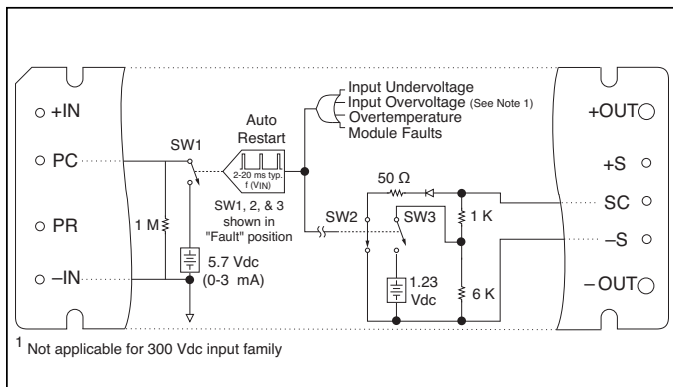 +IN
PC
PR
–IN
SW1
1 M
5.7 Vdc
(0-3 mA)
Auto
Restart
2-20 ms typ.
f (VIN)
SW1, 2, & 3
shown in
"Fault" position
Input Undervoltage
Input Overvoltage (See Note 1)
Overtemperature
Module Faults
50 Ω
SW2
SW3
1 K
1.23
Vdc
6 K
+OUT
+S
SC
–S
–OUT
1 Not applicable for 300 Vdc input family